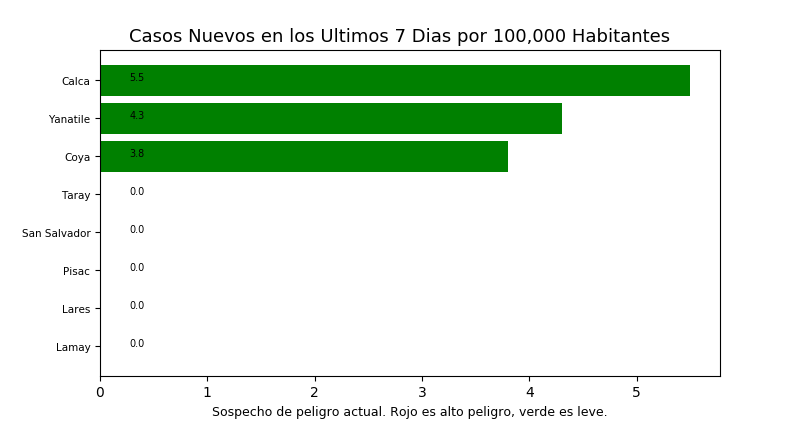 Casos Nuevos en los Ultimos 7 Dias por 100,000 Habitantes
Calca 5.5
Yanatile 4.3
Coya 3.8
Taray 0.0
San Salvador 0.0
Pisac 0.0
Lares 0.0
Lamay 0.0
0 1 2 3 4 5
Sospecho de peligro actual. Rojo es alto peligro, verde es leve.